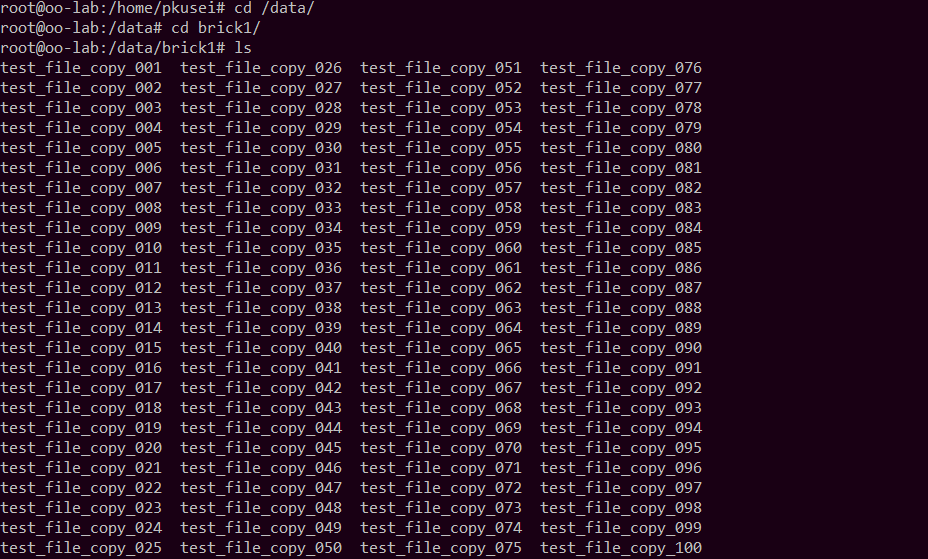 root@oo-lab:/home/pkusei# cd /data/
root@oo-lab:/data# cd brick1/
root@oo-lab:/data/brick1# ls
test_file_copy_001  test_file_copy_026  test_file_copy_051  test_file_copy_076
test_file_copy_002  test_file_copy_027  test_file_copy_052  test_file_copy_077
test_file_copy_003  test_file_copy_028  test_file_copy_053  test_file_copy_078
test_file_copy_004  test_file_copy_029  test_file_copy_054  test_file_copy_079
test_file_copy_005  test_file_copy_030  test_file_copy_055  test_file_copy_080
test_file_copy_006  test_file_copy_031  test_file_copy_056  test_file_copy_081
test_file_copy_007  test_file_copy_032  test_file_copy_057  test_file_copy_082
test_file_copy_008  test_file_copy_033  test_file_copy_058  test_file_copy_083
test_file_copy_009  test_file_copy_034  test_file_copy_059  test_file_copy_084
test_file_copy_010  test_file_copy_035  test_file_copy_060  test_file_copy_085
test_file_copy_011  test_file_copy_036  test_file_copy_061  test_file_copy_086
test_file_copy_012  test_file_copy_037  test_file_copy_062  test_file_copy_087
test_file_copy_013  test_file_copy_038  test_file_copy_063  test_file_copy_088
test_file_copy_014  test_file_copy_039  test_file_copy_064  test_file_copy_089
test_file_copy_015  test_file_copy_040  test_file_copy_065  test_file_copy_090
test_file_copy_016  test_file_copy_041  test_file_copy_066  test_file_copy_091
test_file_copy_017  test_file_copy_042  test_file_copy_067  test_file_copy_092
test_file_copy_018  test_file_copy_043  test_file_copy_068  test_file_copy_093
test_file_copy_019  test_file_copy_044  test_file_copy_069  test_file_copy_094
test_file_copy_020  test_file_copy_045  test_file_copy_070  test_file_copy_095
test_file_copy_021  test_file_copy_046  test_file_copy_071  test_file_copy_096
test_file_copy_022  test_file_copy_047  test_file_copy_072  test_file_copy_097
test_file_copy_023  test_file_copy_048  test_file_copy_073  test_file_copy_098
test_file_copy_024  test_file_copy_049  test_file_copy_074  test_file_copy_099
test_file_copy_025  test_file_copy_050  test_file_copy_075  test_file_copy_100